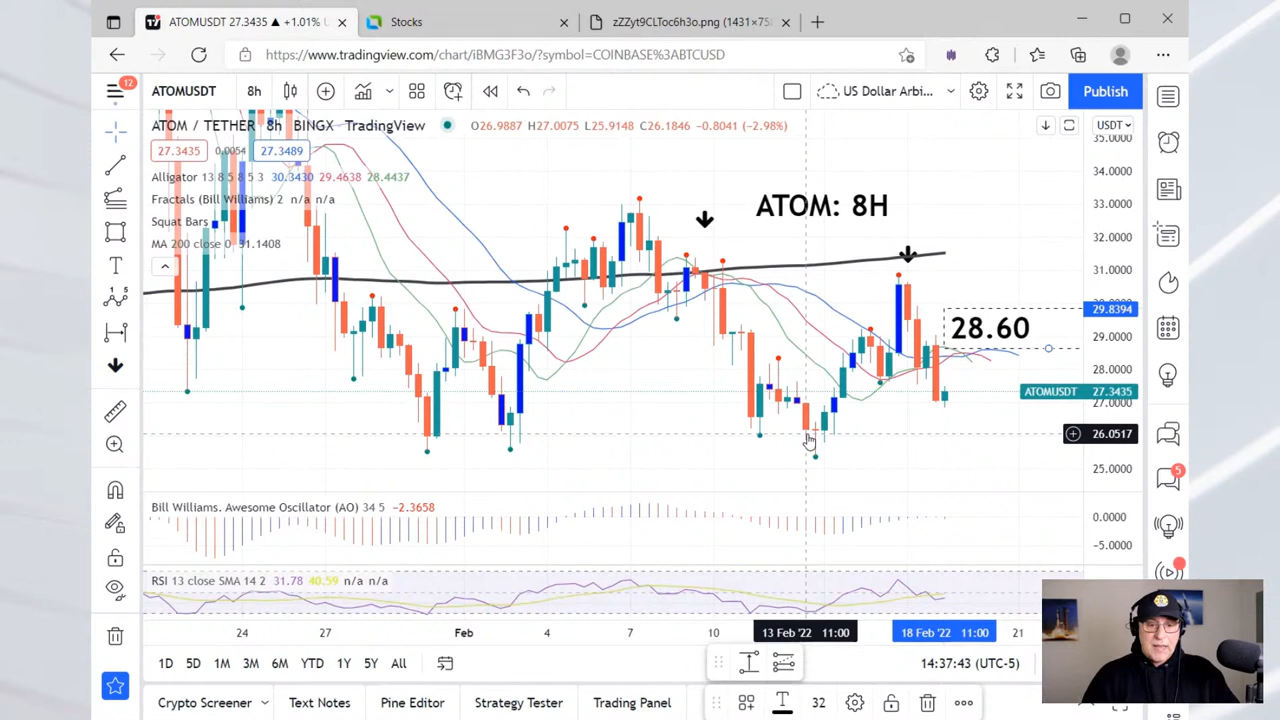 ATOMUSDT 27.3435 ▲ +1.01% U
Stocks
zZZyt9CLToc6h3o.png (1431×758
https://www.tradingview.com/chart/iBMG3F3o/?symbol=COINBASE%3ABTCUSD
12
ATOMUSDT
8h
US Dollar Arbi...
Publish
ATOM / TETHER 8h BINGX TradingView
O26.9887 H27.0075 L25.9148 C26.1846 −0.8041 (−2.98%)
USDT
27.3435
0.0054
27.3489
Alligator 13 8 5 8 5 3 30.3430 29.4638 28.4437
Fractals (Bill Williams) 2 n/a n/a
Squat Bars
MA 200 close 0 31.1408
ATOM: 8H
28.60
35.0000
34.0000
33.0000
32.0000
31.0000
29.8394
29.0000
28.0000
ATOMUSDT 27.3435
27.0000
26.0517
25.0000
Bill Williams. Awesome Oscillator (AO) 34 5 −2.3658
0.0000
−5.0000
5
RSI 13 close SMA 14 2 31.78 40.59 n/a n/a
24
27
Feb
4
7
10
13 Feb '22 11:00
18 Feb '22 11:00
21
1D 5D 1M 3M 6M YTD 1Y 5Y All
14:37:43 (UTC-5)
Crypto Screener
Text Notes
Pine Editor
Strategy Tester
Trading Panel
T
32